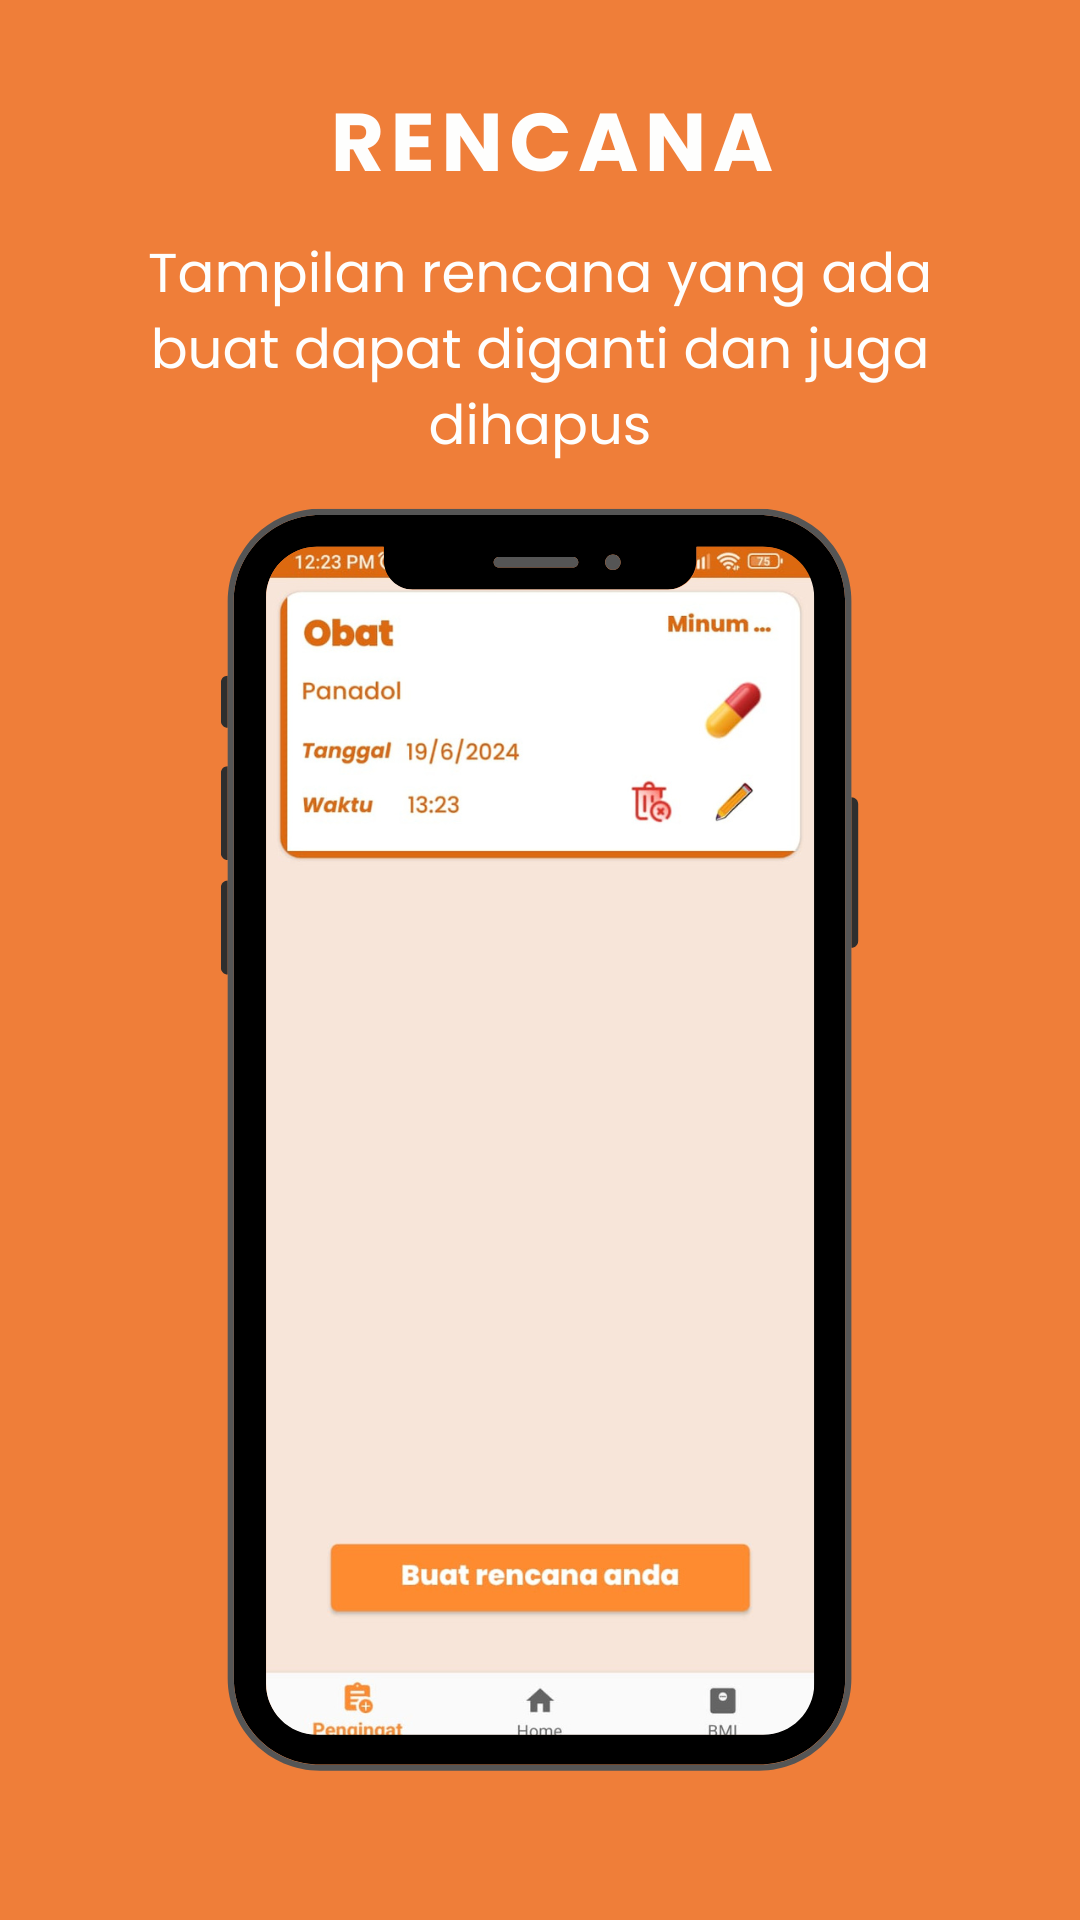 RENCANA
Tampilan rencana yang ada
buat dapat diganti dan juga
dihapus
12:23 PM
75
Obat
Minum ...
Panadol
Tanggal 19/6/2024
Waktu 13:23
Buat rencana anda
Pengingat
Home
BMI